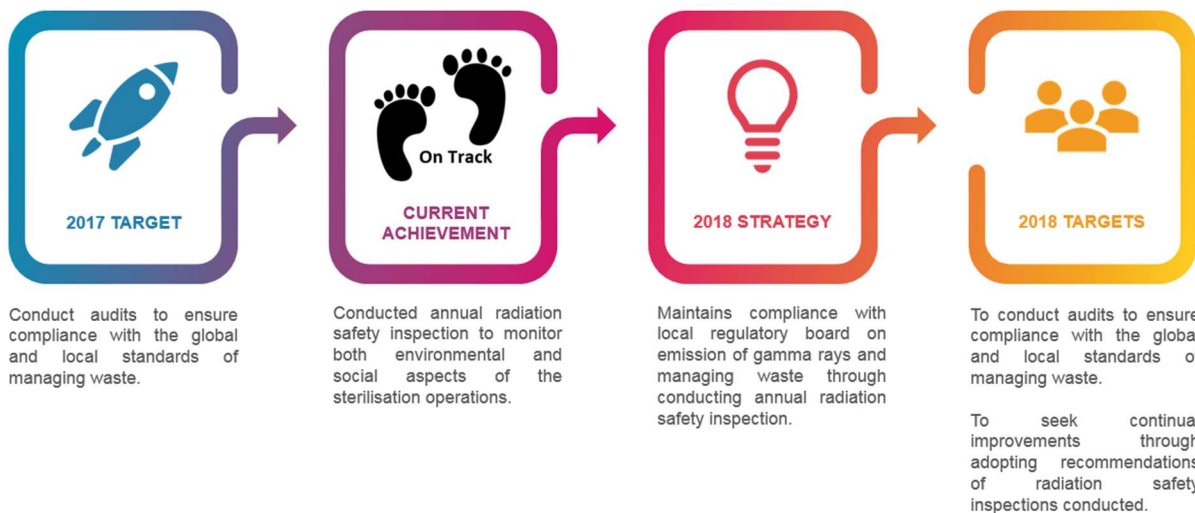 2017 TARGET
Conduct audits to ensure
compliance with the global
and local standards of
managing waste.
On Track
CURRENT
ACHIEVEMENT
Conducted annual radiation
safety inspection to monitor
both environmental and
social aspects of the
sterilisation operations.
2018 STRATEGY
Maintains compliance with
local regulatory board on
emission of gamma rays and
managing waste through
conducting annual radiation
safety inspection.
2018 TARGETS
To conduct audits to ensure
compliance with the global
and local standards of
managing waste.
To seek continual
improvements through
adopting recommendations
of radiation safety
inspections conducted.